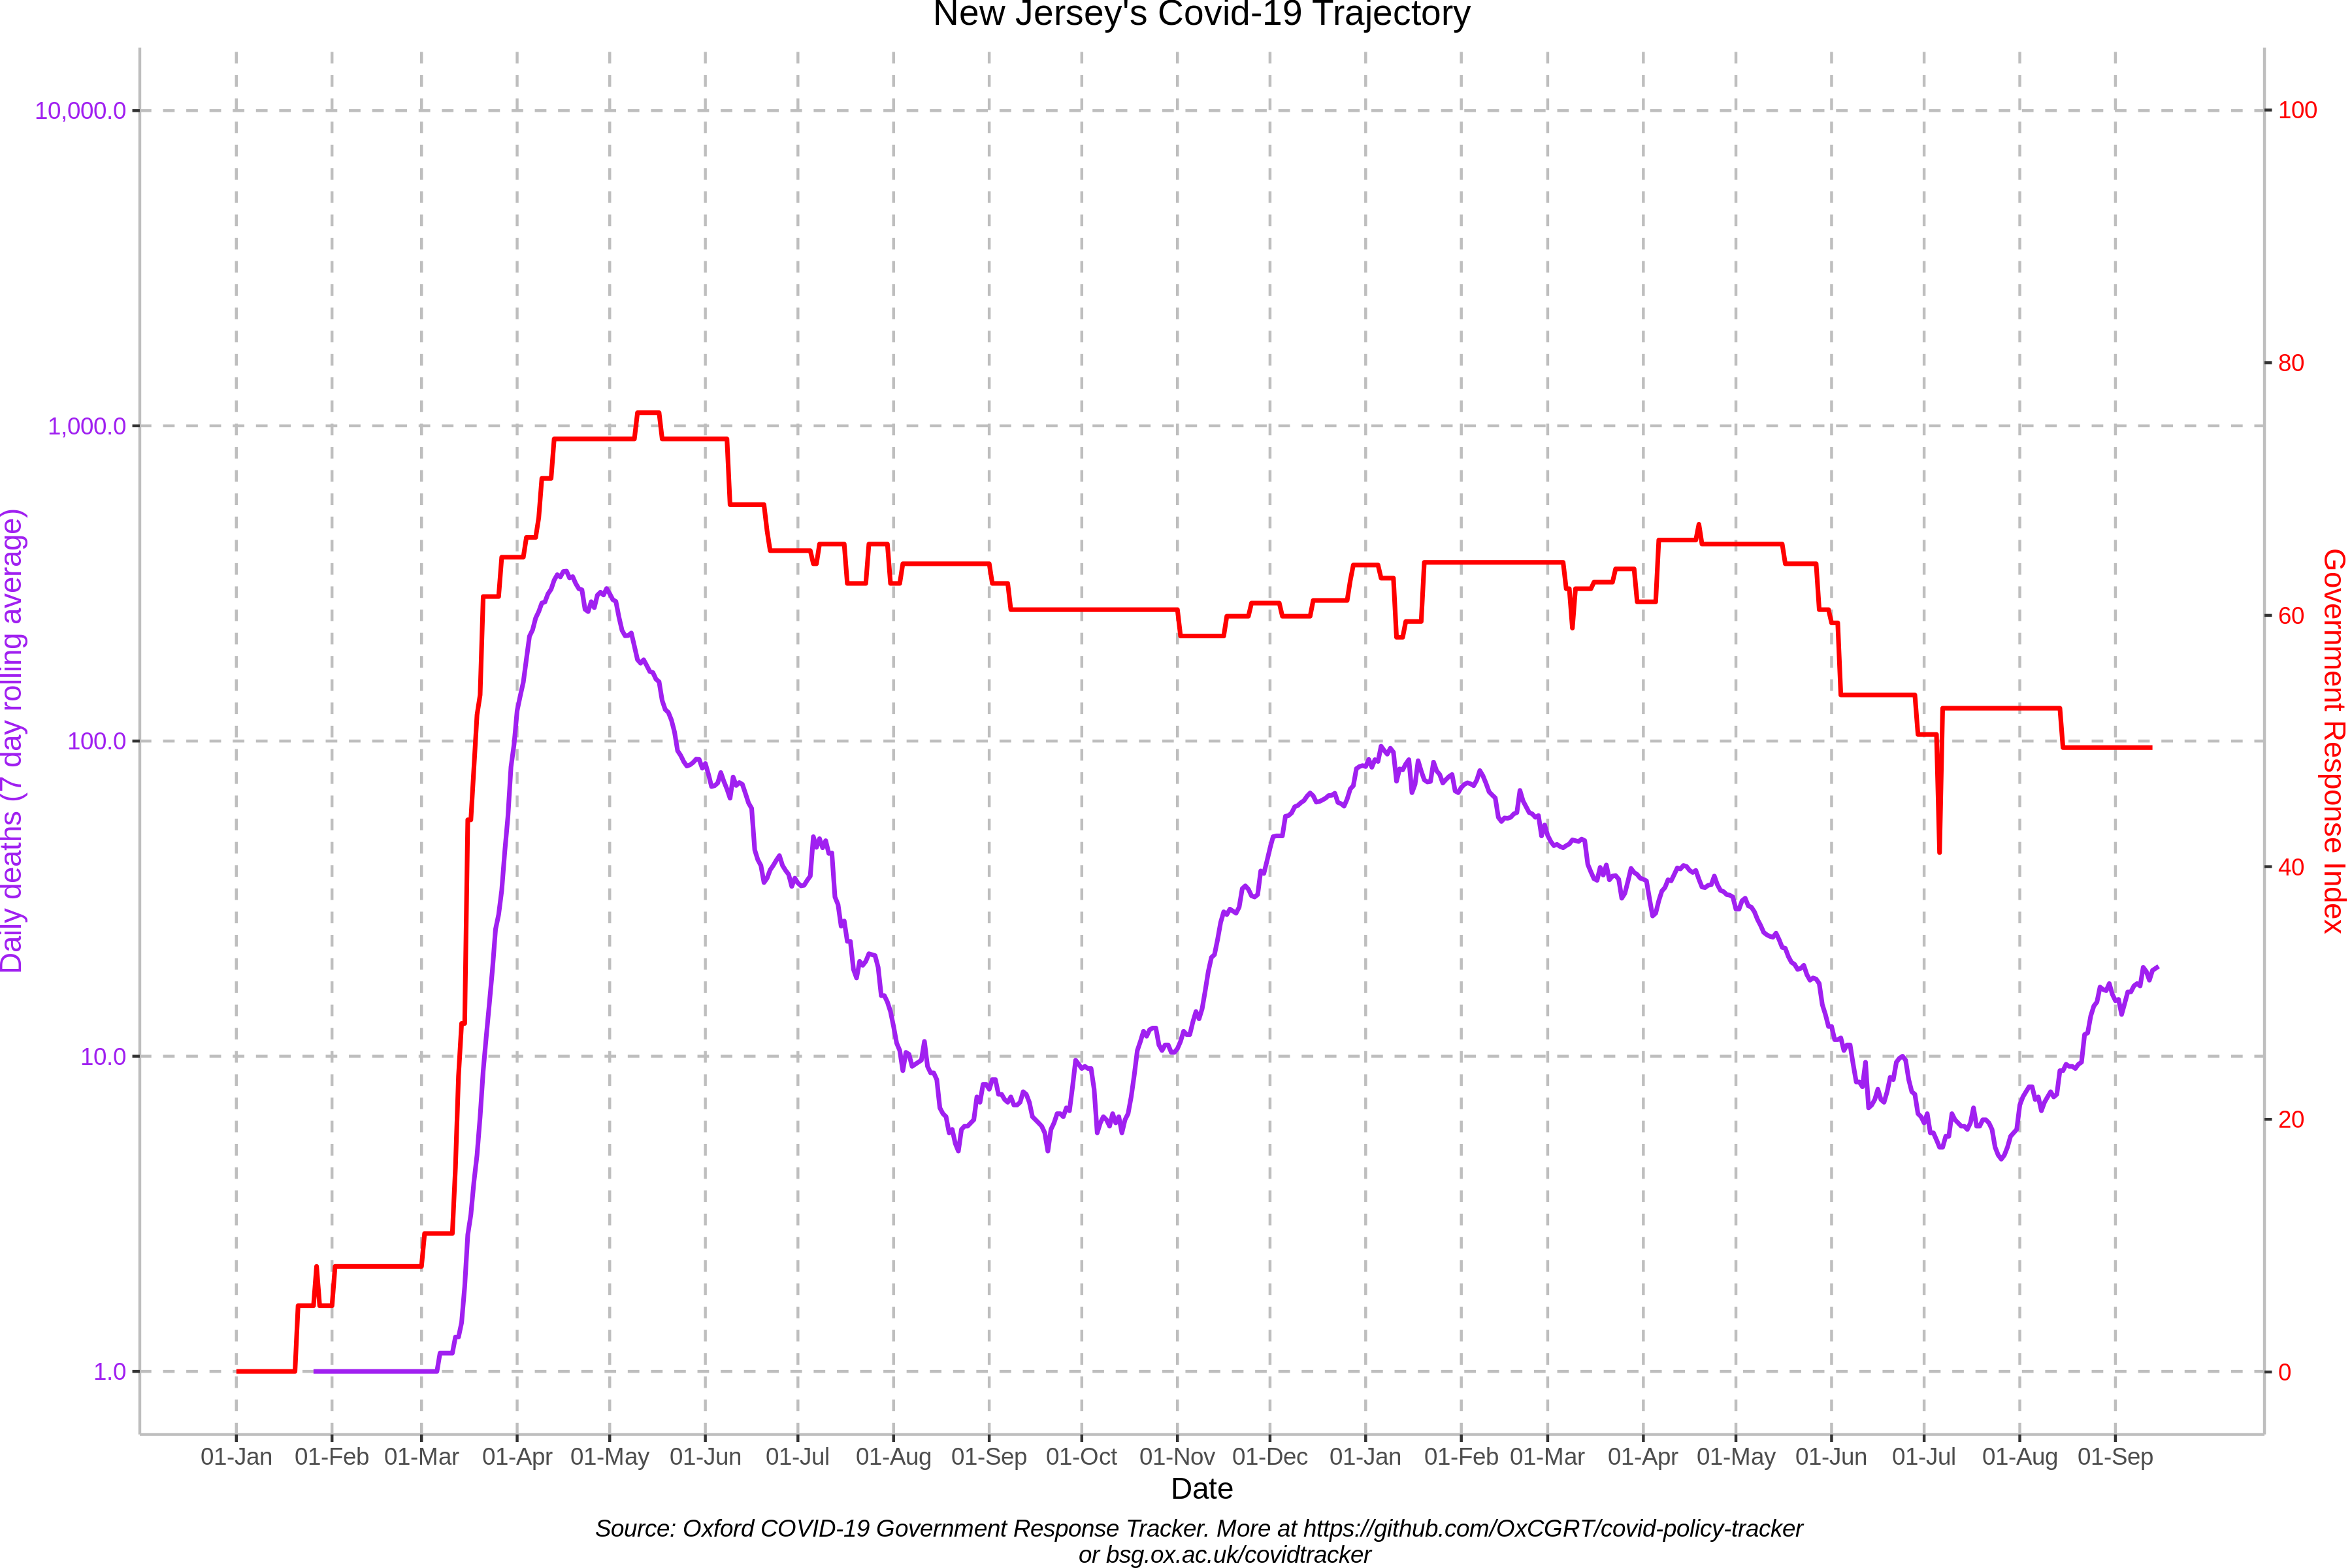 New Jersey's Covid-19 Trajectory
10,000.0
1,000.0
100.0
10.0
1.0
Daily deaths (7 day rolling average)
100
80
60
40
20
0
Government Response Index
01-Jan 01-Feb 01-Mar 01-Apr 01-May 01-Jun 01-Jul 01-Aug 01-Sep 01-Oct 01-Nov 01-Dec 01-Jan 01-Feb 01-Mar 01-Apr 01-May 01-Jun 01-Jul 01-Aug 01-Sep
Date
Source: Oxford COVID-19 Government Response Tracker. More at https://github.com/OxCGRT/covid-policy-tracker
or bsg.ox.ac.uk/covidtracker